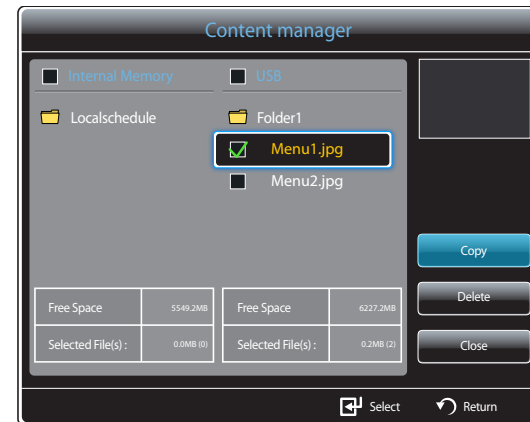 Content manager
Internal Memory USB
Localschedule Folder1
Menu1.jpg
Menu2.jpg
Copy
Free Space 5549.2MB Free Space 6227.2MB
Delete
Selected File(s) : 0.0MB (0) Selected File(s) : 0.2MB (2)
Close
Select Return